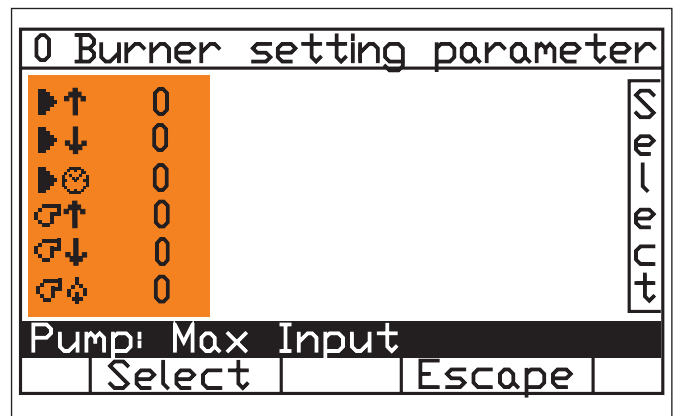 0 Burner setting parameter
↑ 0
↓ 0
0
↑ 0
↓ 0
0
Select
Pump: Max Input
Select Escape